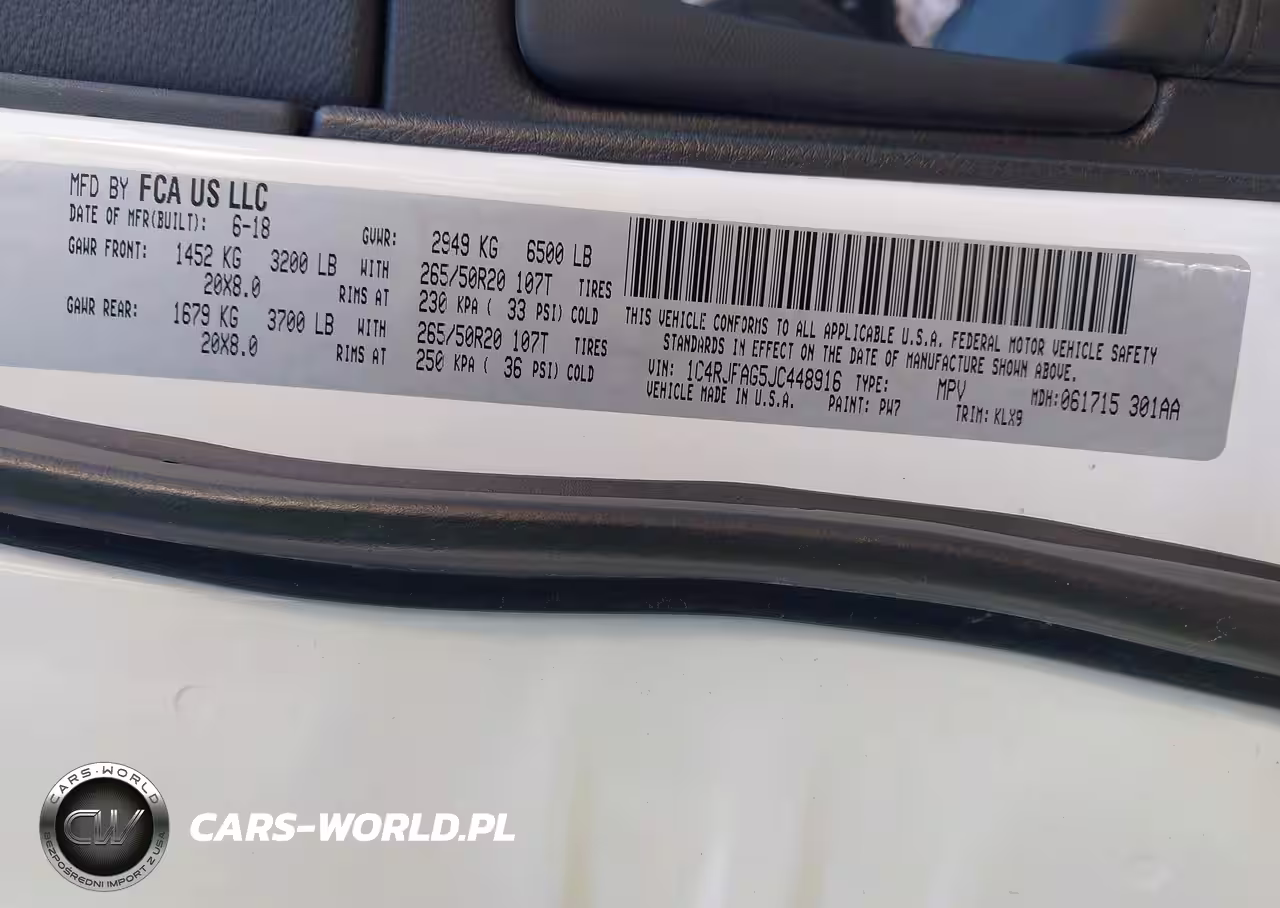 MFD BY FCA US LLC
DATE OF MFR(BUILT): 6-18 GVWR: 2949 KG 6500 LB
GAWR FRONT: 1452 KG 3200 LB WITH 265/50R20 107T TIRES
20X8.0 RIMS AT 230 KPA ( 33 PSI) COLD
GAWR REAR: 1679 KG 3700 LB WITH 265/50R20 107T TIRES
20X8.0 RIMS AT 250 KPA ( 36 PSI) COLD
THIS VEHICLE CONFORMS TO ALL APPLICABLE U.S.A. FEDERAL MOTOR VEHICLE SAFETY
STANDARDS IN EFFECT ON THE DATE OF MANUFACTURE SHOWN ABOVE.
VIN: 1C4RJFAG5JC448916 TYPE: MPV MDH:061715 301AA
VEHICLE MADE IN U.S.A. PAINT: PW7 TRIM: KLX9
CARS-WORLD
CW
BEZPOŚREDNI IMPORT Z USA
CARS-WORLD.PL